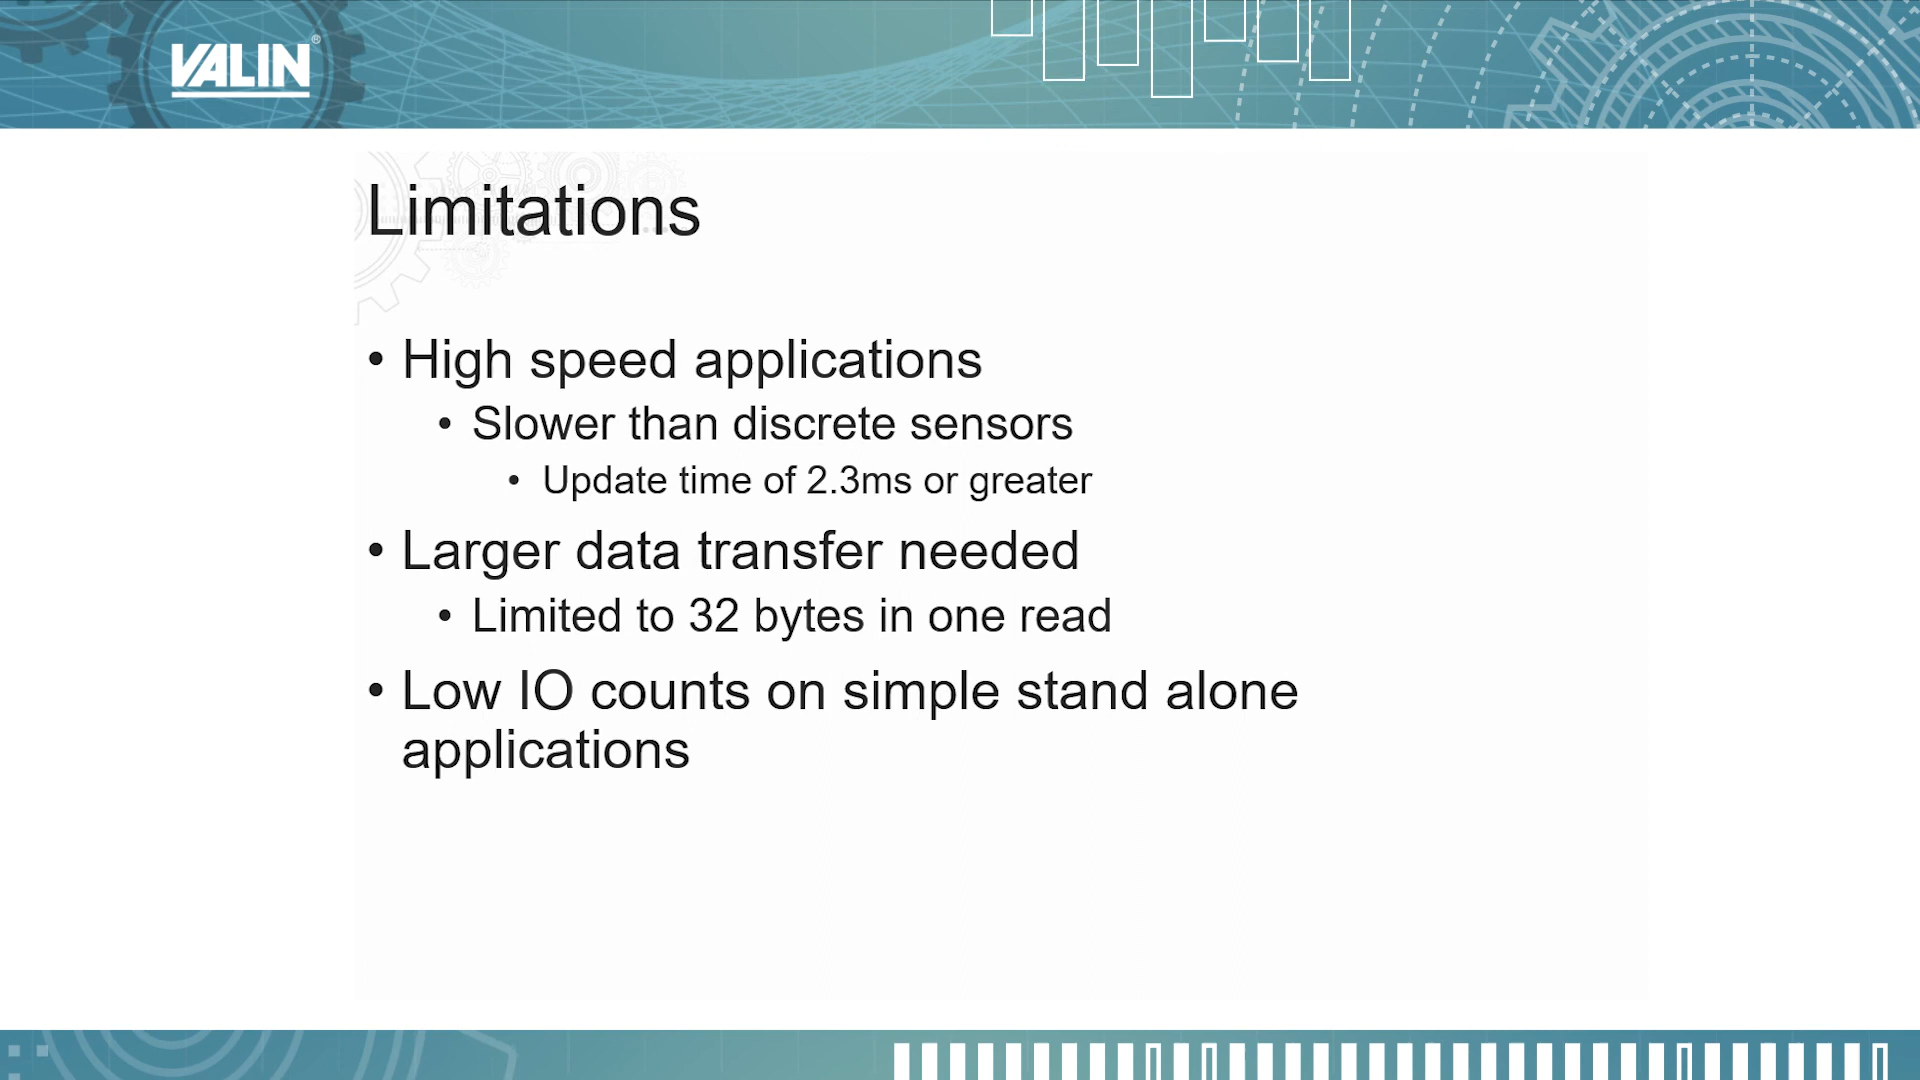 VALIN®
Limitations
• High speed applications
• Slower than discrete sensors
• Update time of 2.3ms or greater
• Larger data transfer needed
• Limited to 32 bytes in one read
• Low IO counts on simple stand alone
applications